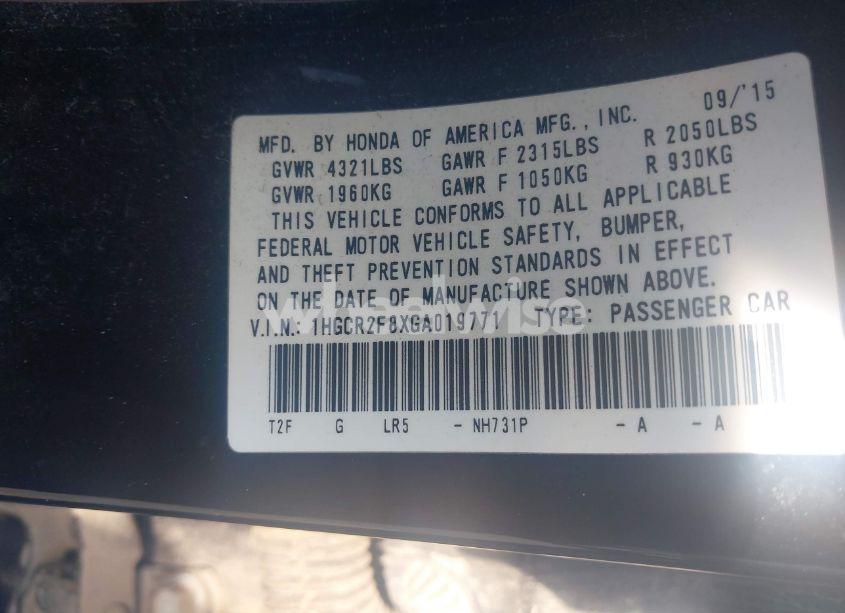 09/'15
MFD. BY HONDA OF AMERICA MFG., INC.
GVWR 4321LBS GAWR F 2315LBS R 2050LBS
GVWR 1960KG GAWR F 1050KG R 930KG
THIS VEHICLE CONFORMS TO ALL APPLICABLE
FEDERAL MOTOR VEHICLE SAFETY, BUMPER,
AND THEFT PREVENTION STANDARDS IN EFFECT
ON THE DATE OF MANUFACTURE SHOWN ABOVE.
wheelwise
V.I.N.: 1HGCR2F8XGA019771 TYPE: PASSENGER CAR
T2F G LR5 - NH731P - A - A